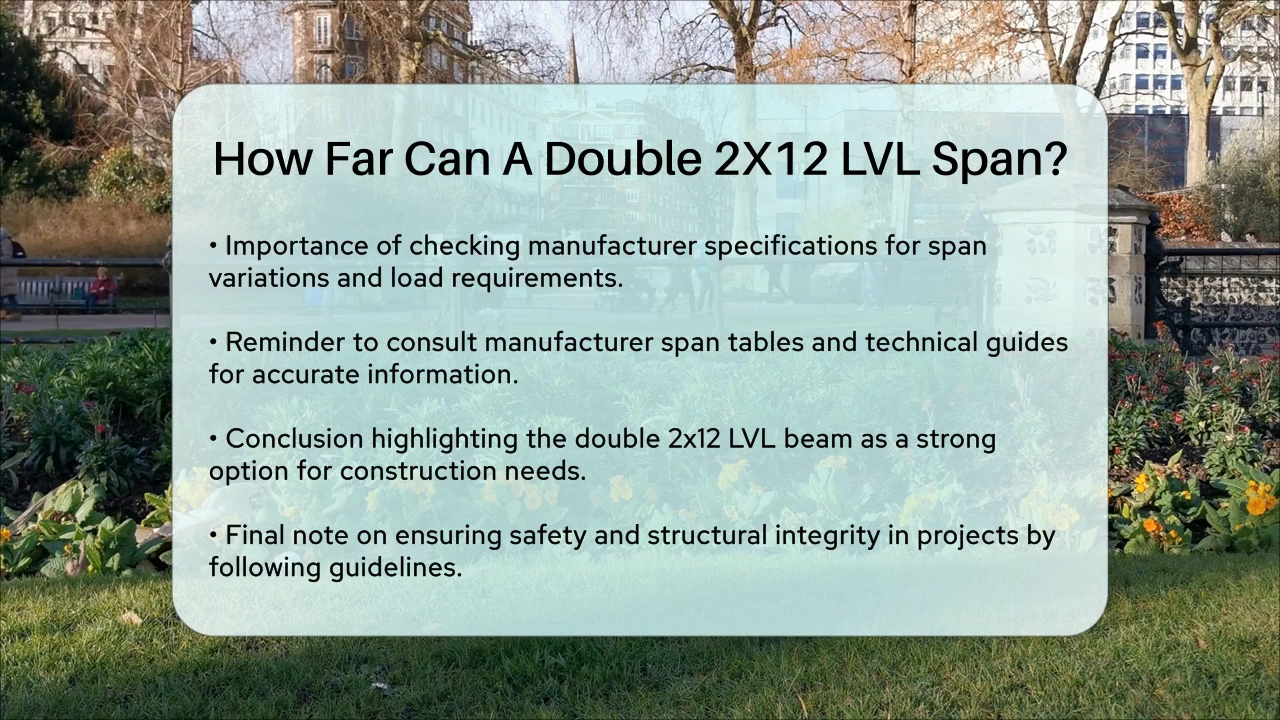 How Far Can A Double 2X12 LVL Span?
• Importance of checking manufacturer specifications for span
variations and load requirements.
• Reminder to consult manufacturer span tables and technical guides
for accurate information.
• Conclusion highlighting the double 2x12 LVL beam as a strong
option for construction needs.
• Final note on ensuring safety and structural integrity in projects by
following guidelines.